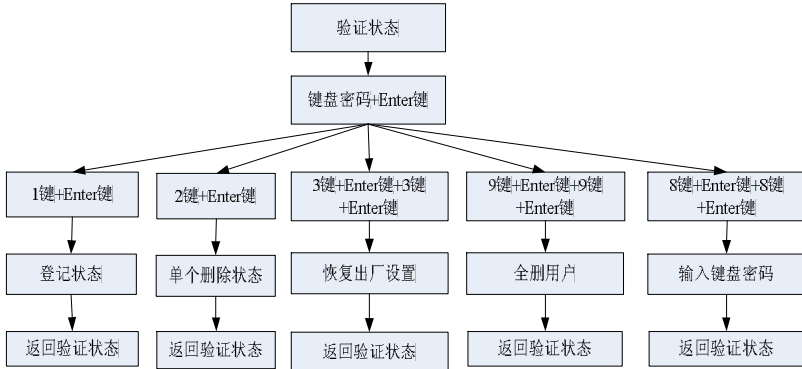 验证状态
键盘密码+Enter键
1键+Enter键
2键+Enter键
3键+Enter键+3键
+Enter键
9键+Enter键+9键
+Enter键
8键+Enter键+8键
+Enter键
登记状态
单个删除状态
恢复出厂设置
全删用户
输入键盘密码
返回验证状态
返回验证状态
返回验证状态
返回验证状态
返回验证状态